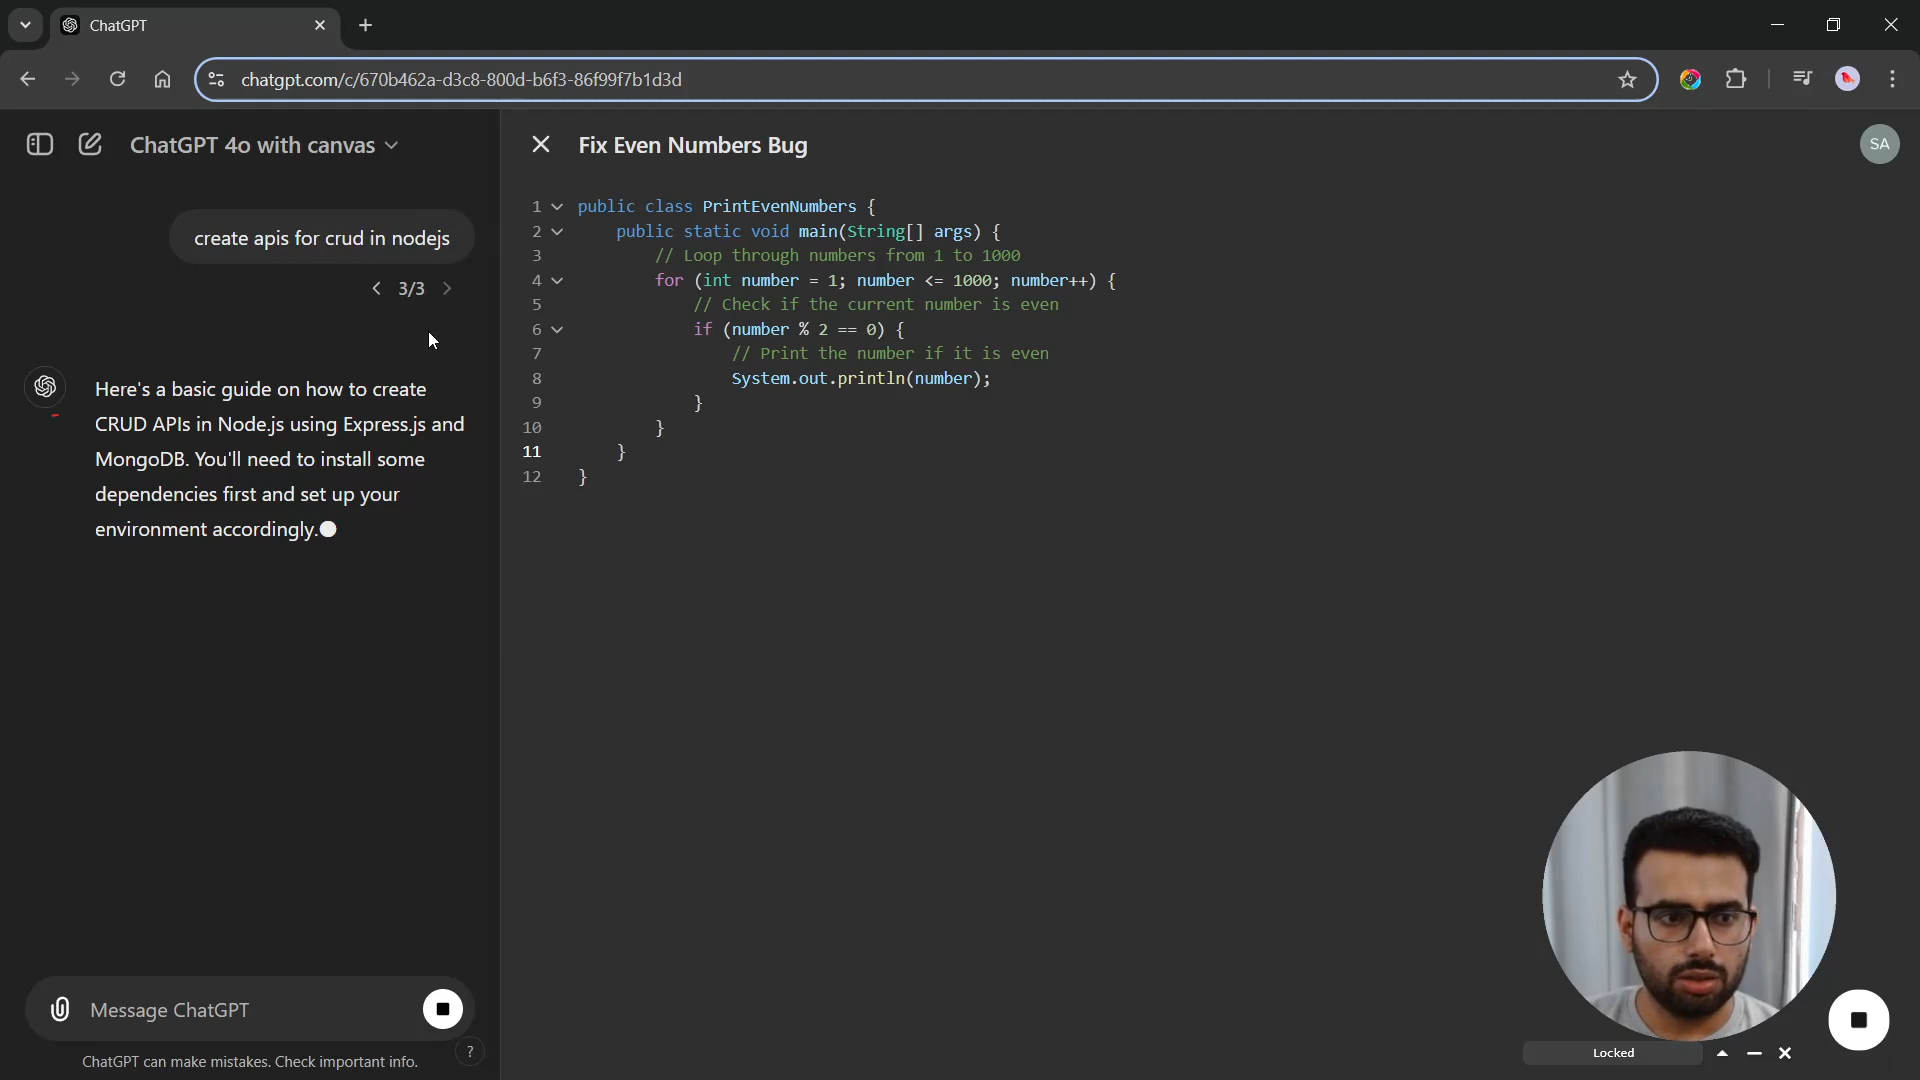 ChatGPT
chatgpt.com/c/670b462a-d3c8-800d-b6f3-86f99f7b1d3d
ChatGPT 4o with canvas
create apis for crud in nodejs
3/3
Here's a basic guide on how to create
CRUD APIs in Node.js using Express.js and
MongoDB. You'll need to install some
dependencies first and set up your
environment accordingly.
Message ChatGPT
ChatGPT can make mistakes. Check important info.
?
Fix Even Numbers Bug
SA
1 public class PrintEvenNumbers {
2     public static void main(String[] args) {
3         // Loop through numbers from 1 to 1000
4         for (int number = 1; number <= 1000; number++) {
5             // Check if the current number is even
6             if (number % 2 == 0) {
7                 // Print the number if it is even
8                 System.out.println(number);
9             }
10         }
11     }
12 }
Locked